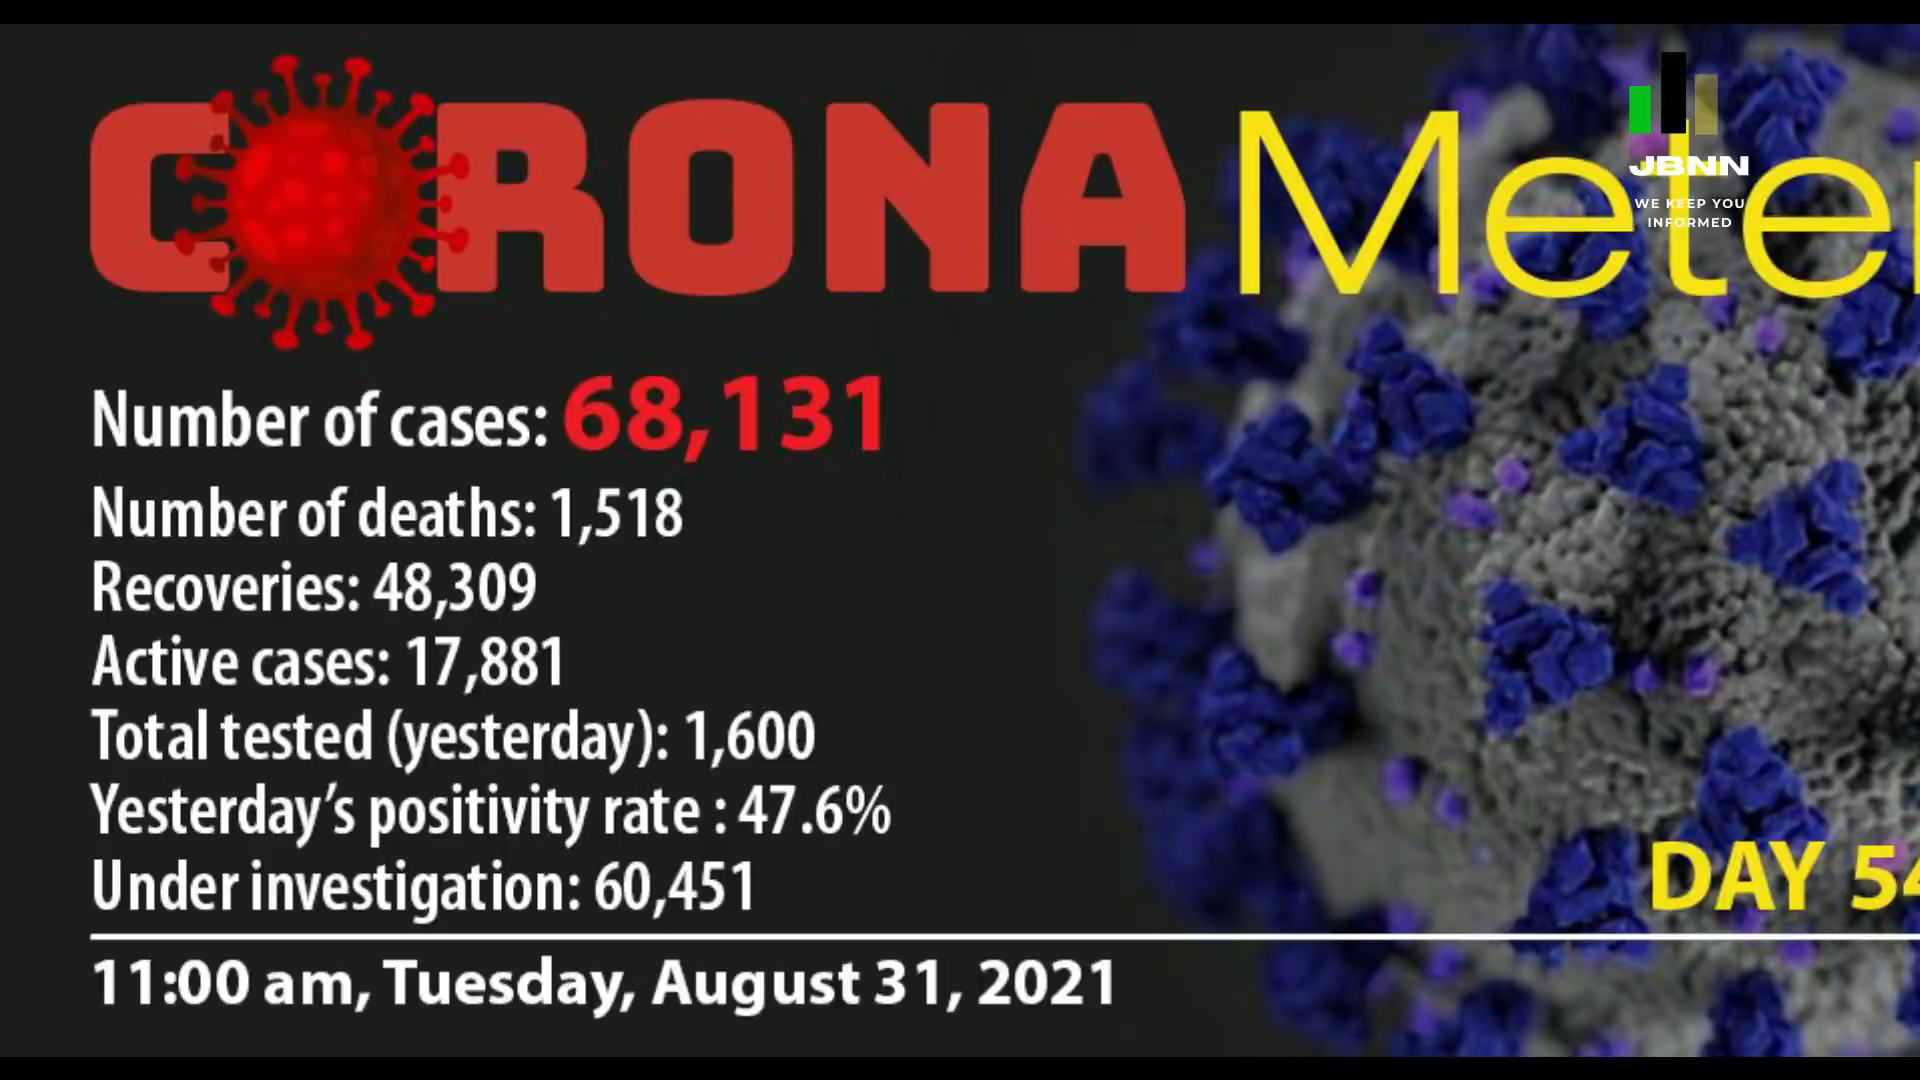 CORONA Meter
JBNN
WE KEEP YOU
INFORMED
Number of cases: 68,131
Number of deaths: 1,518
Recoveries: 48,309
Active cases: 17,881
Total tested (yesterday): 1,600
Yesterday’s positivity rate : 47.6%
Under investigation: 60,451
DAY 54
11:00 am, Tuesday, August 31, 2021